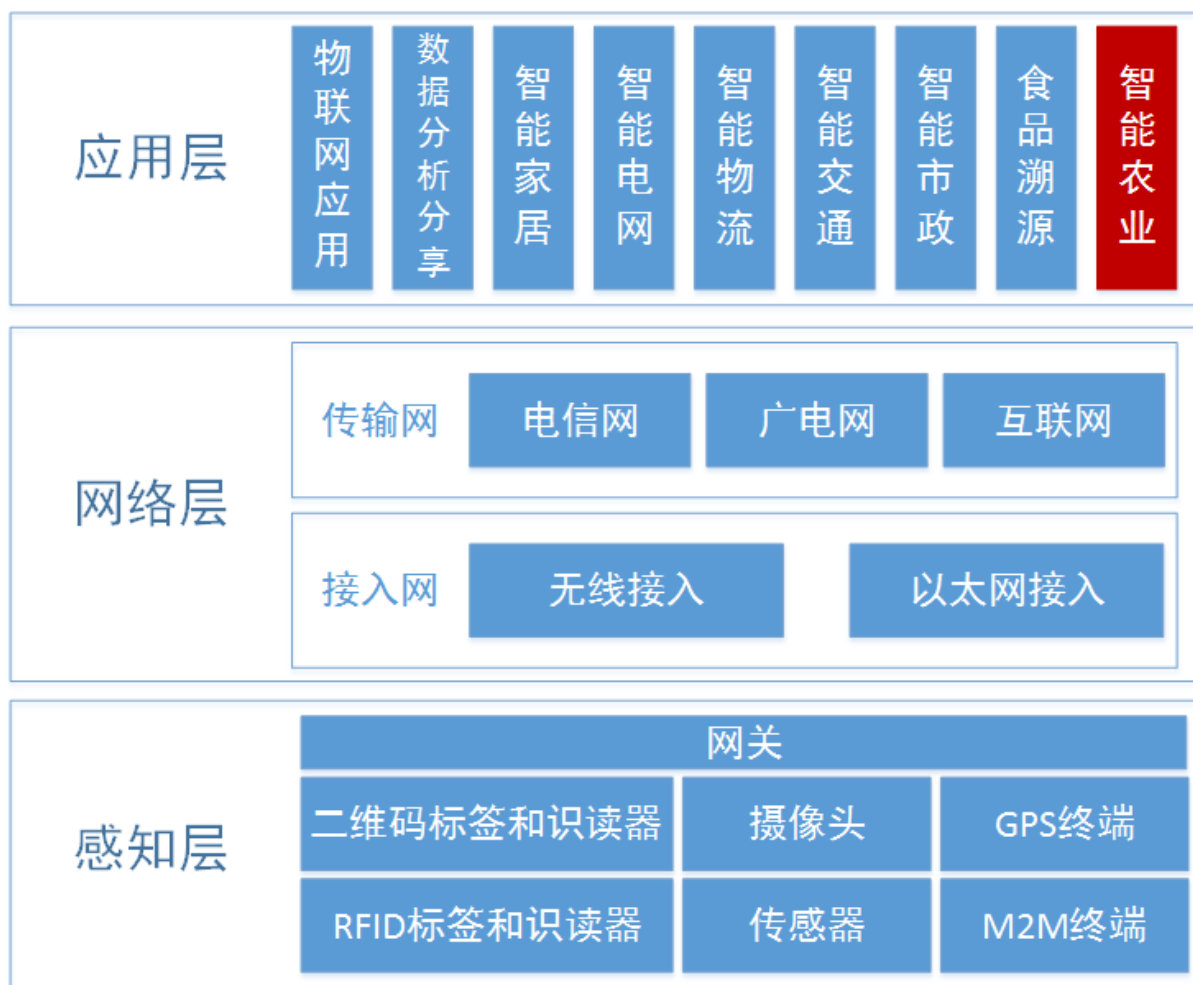 应用层
物联网应用
数据分析分享
智能家居
智能电网
智能物流
智能交通
智能市政
食品溯源
智能农业
网络层
传输网
电信网
广电网
互联网
接入网
无线接入
以太网接入
感知层
网关
二维码标签和识读器
摄像头
GPS终端
RFID标签和识读器
传感器
M2M终端